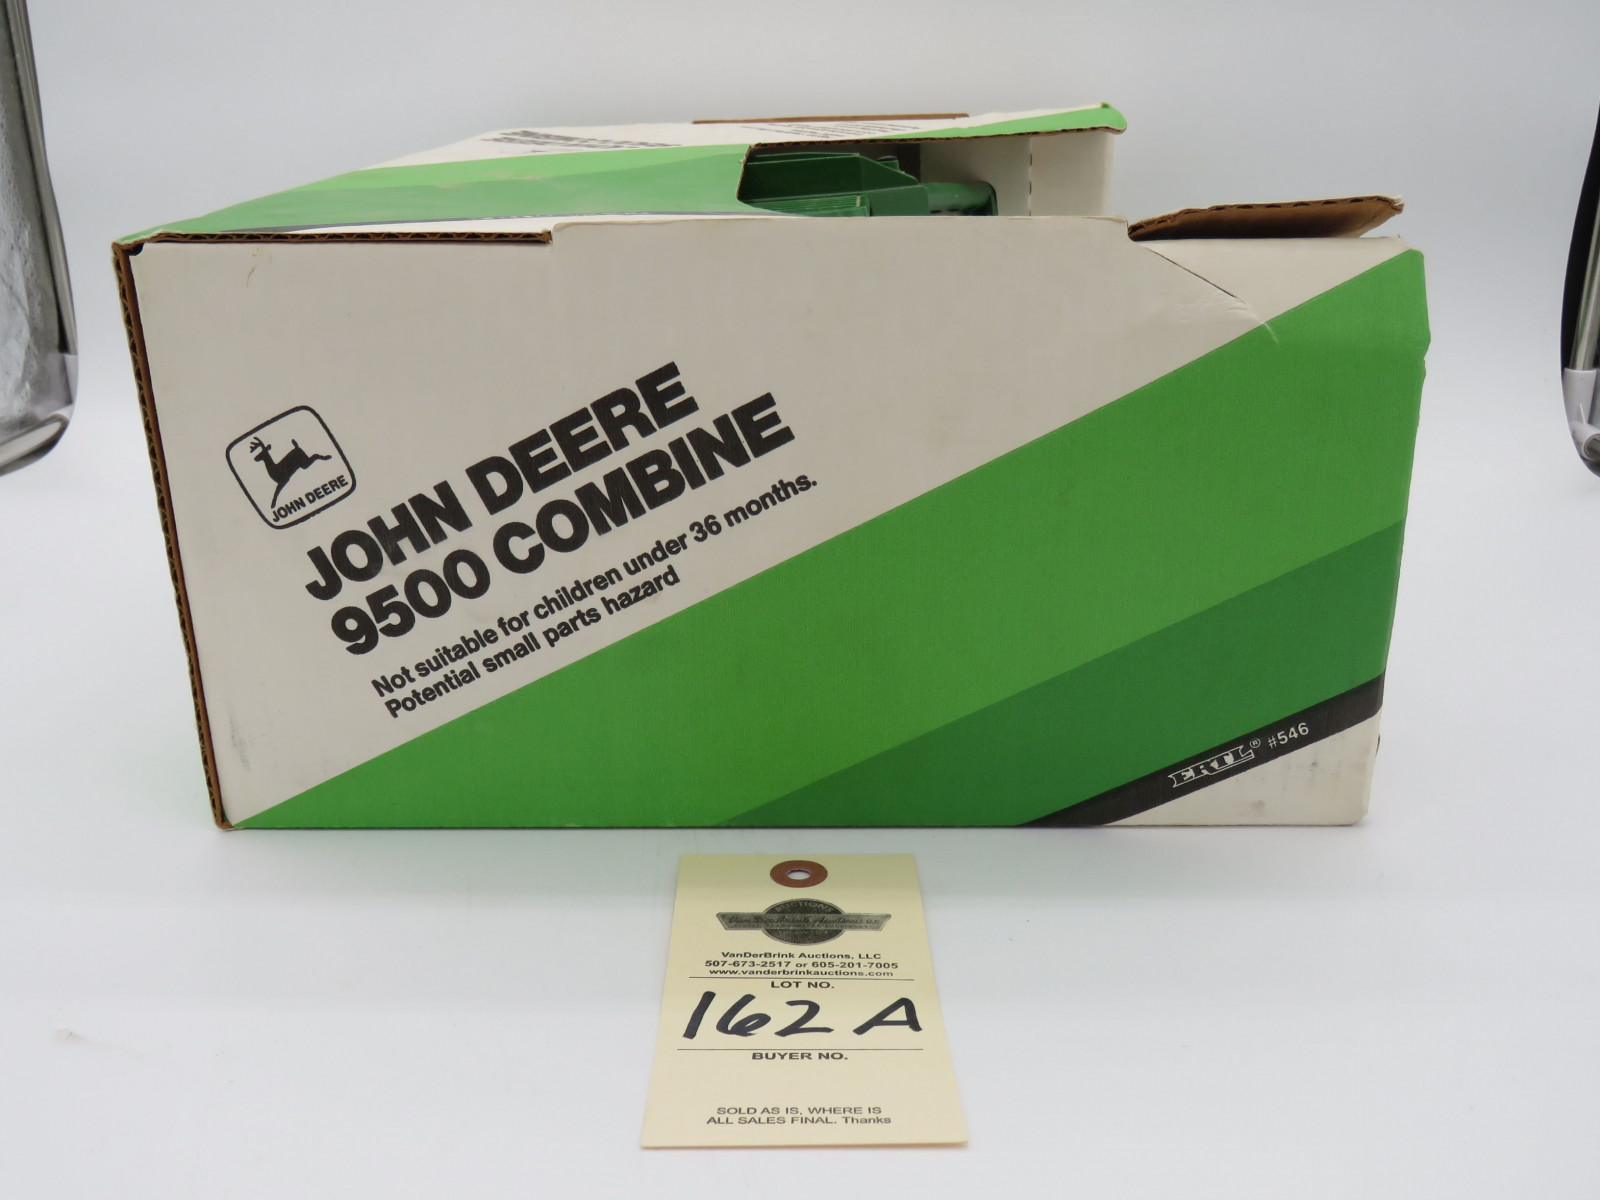 JOHN DEERE
JOHN DEERE
9500 COMBINE
Not suitable for children under 36 months.
Potential small parts hazard
ERTL® #546
AUCTIONS
VanDerBrink Auctions, LLC
507-673-2517 or 605-201-7005
www.vanderbrinkauctions.com
LOT NO.
162A
BUYER NO.
SOLD AS IS, WHERE IS
ALL SALES FINAL. Thanks